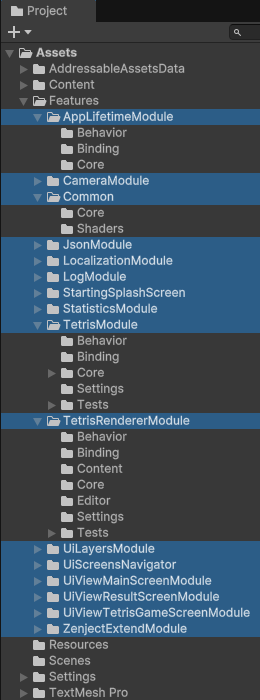 Project
Assets
AddressableAssetsData
Content
Features
AppLifetimeModule
Behavior
Binding
Core
CameraModule
Common
Core
Shaders
JsonModule
LocalizationModule
LogModule
StartingSplashScreen
StatisticsModule
TetrisModule
Behavior
Binding
Core
Settings
Tests
TetrisRendererModule
Behavior
Binding
Content
Core
Editor
Settings
Tests
UiLayersModule
UiScreensNavigator
UiViewMainScreenModule
UiViewResultScreenModule
UiViewTetrisGameScreenModule
ZenjectExtendModule
Resources
Scenes
Settings
TextMesh Pro